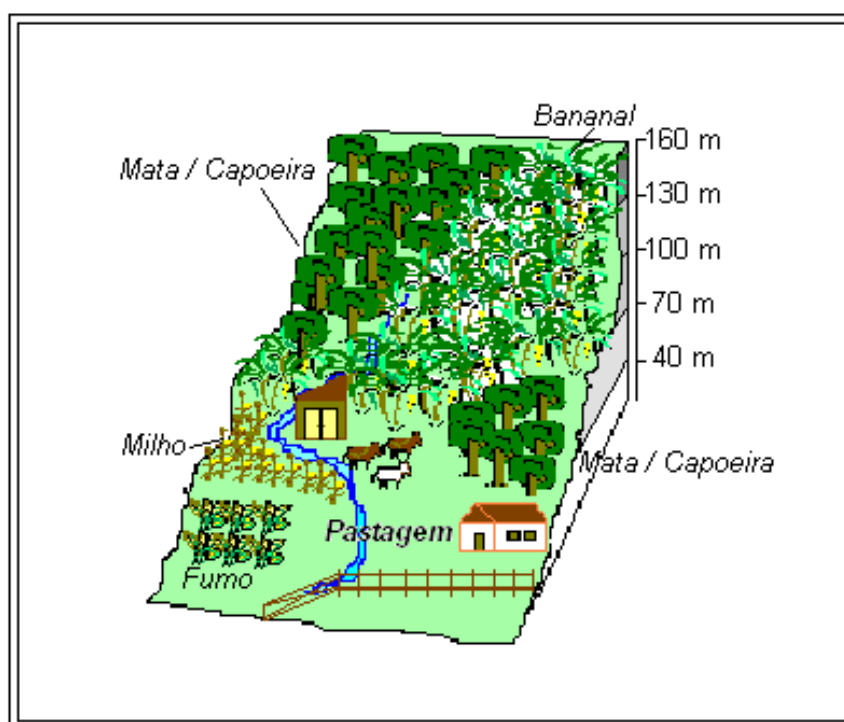 Bananal
160 m
Mata / Capoeira
130 m
100 m
70 m
40 m
Milho
Mata / Capoeira
Pastagem
Fumo